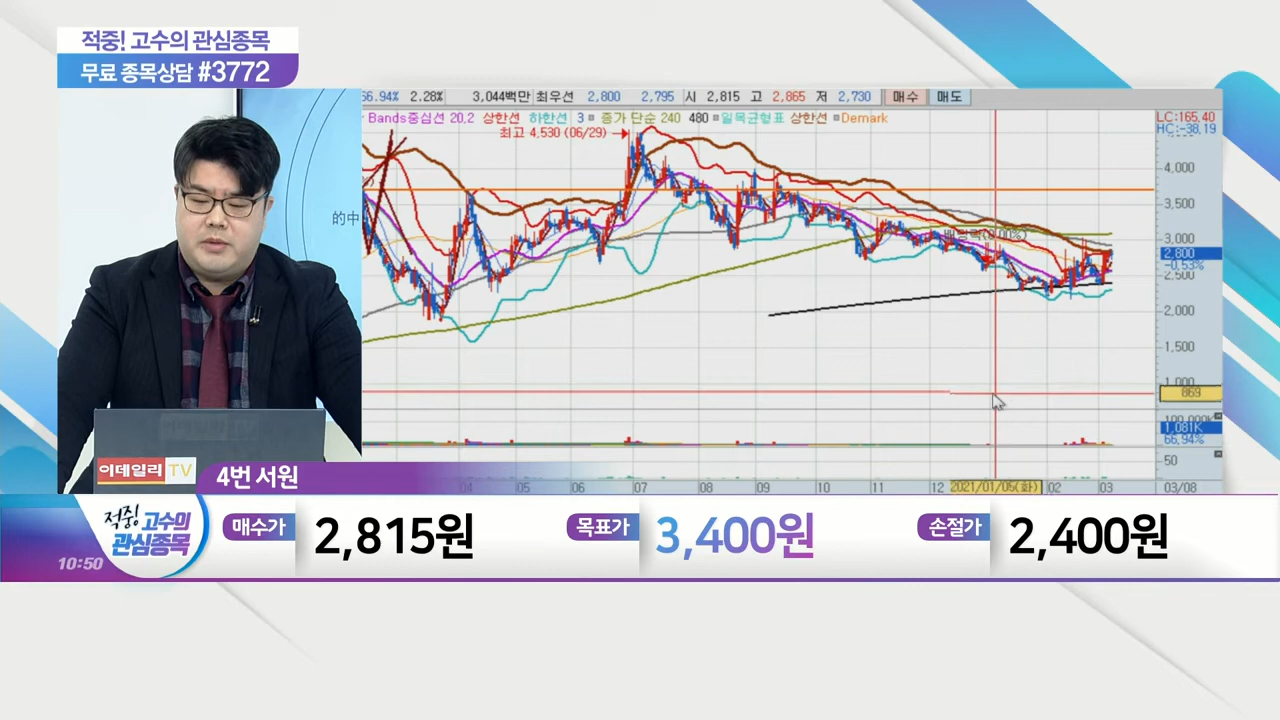 적중! 고수의 관심종목
무료 종목상담 #3772
66.94% 2.28% 3,044백만 최우선 2,800 2,795 시 2,815 고 2,865 저 2,730 매수 매도
Bands중심선 20,2 상한선 하한선 3 종가 단순 240 480 일목균형표 상한선 Demark
최고 4,530 (06/29)
LC:165.40
HC:-38.19
4,000
3,500
3,000
2,800
-0.53%
2,500
2,000
1,500
1,000
869
100,000K
1,081K
66.94%
50
的中
이데일리 TV
4번 서원
04 05 06 07 08 09 10 11 12 2021/01/05(화) 02 03 03/08
적중! 고수의
관심종목
10:50
매수가 2,815원
목표가 3,400원
손절가 2,400원